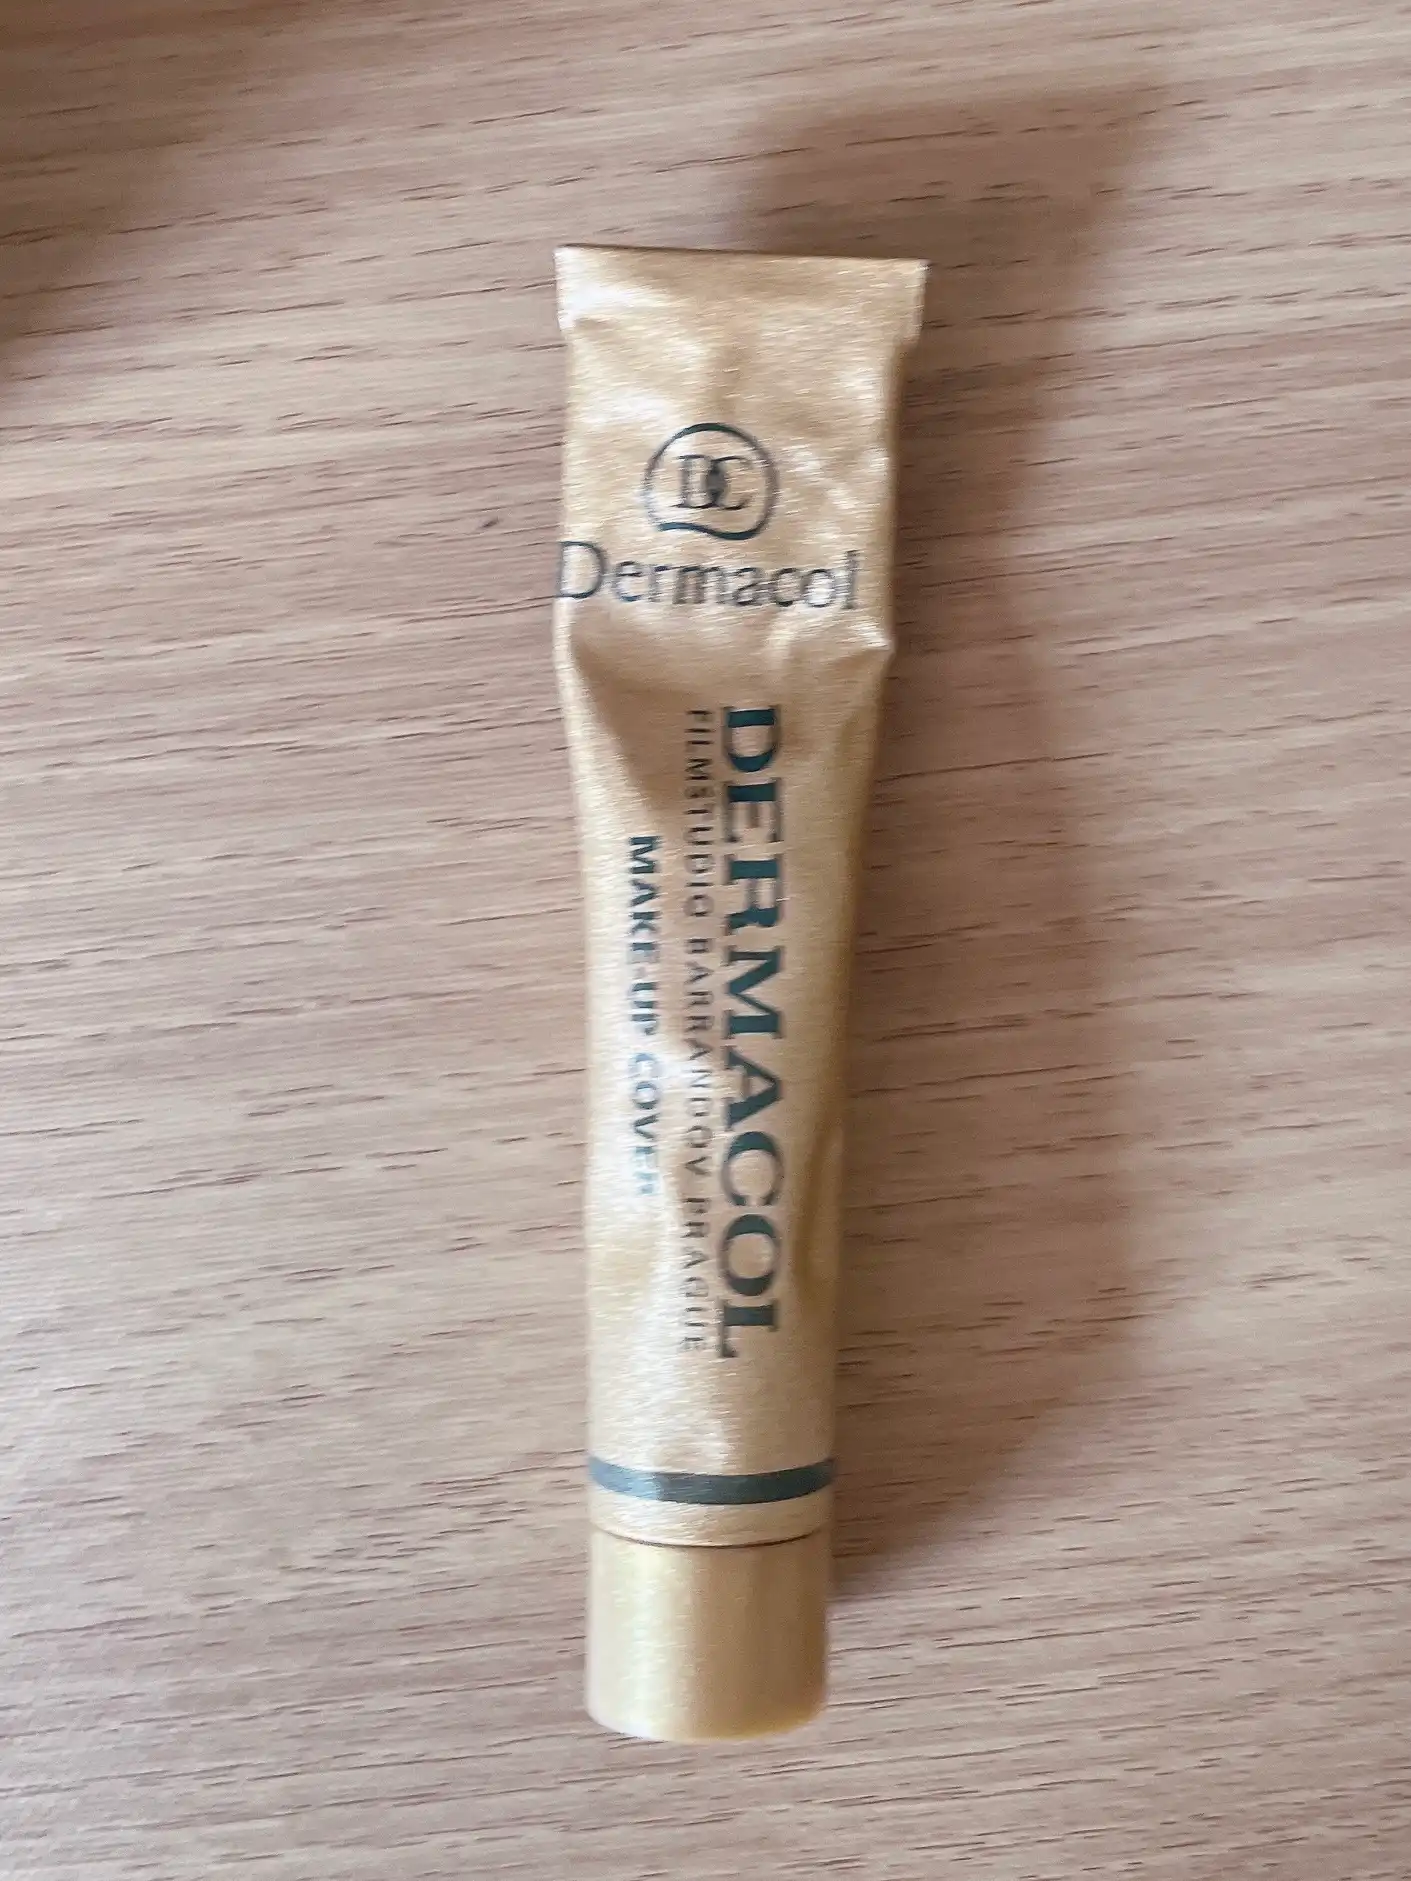 DC
Dermacol
DERMACOL
FILMSTUDIO BARRANDOV PRAGUE
MAKE-UP COVER